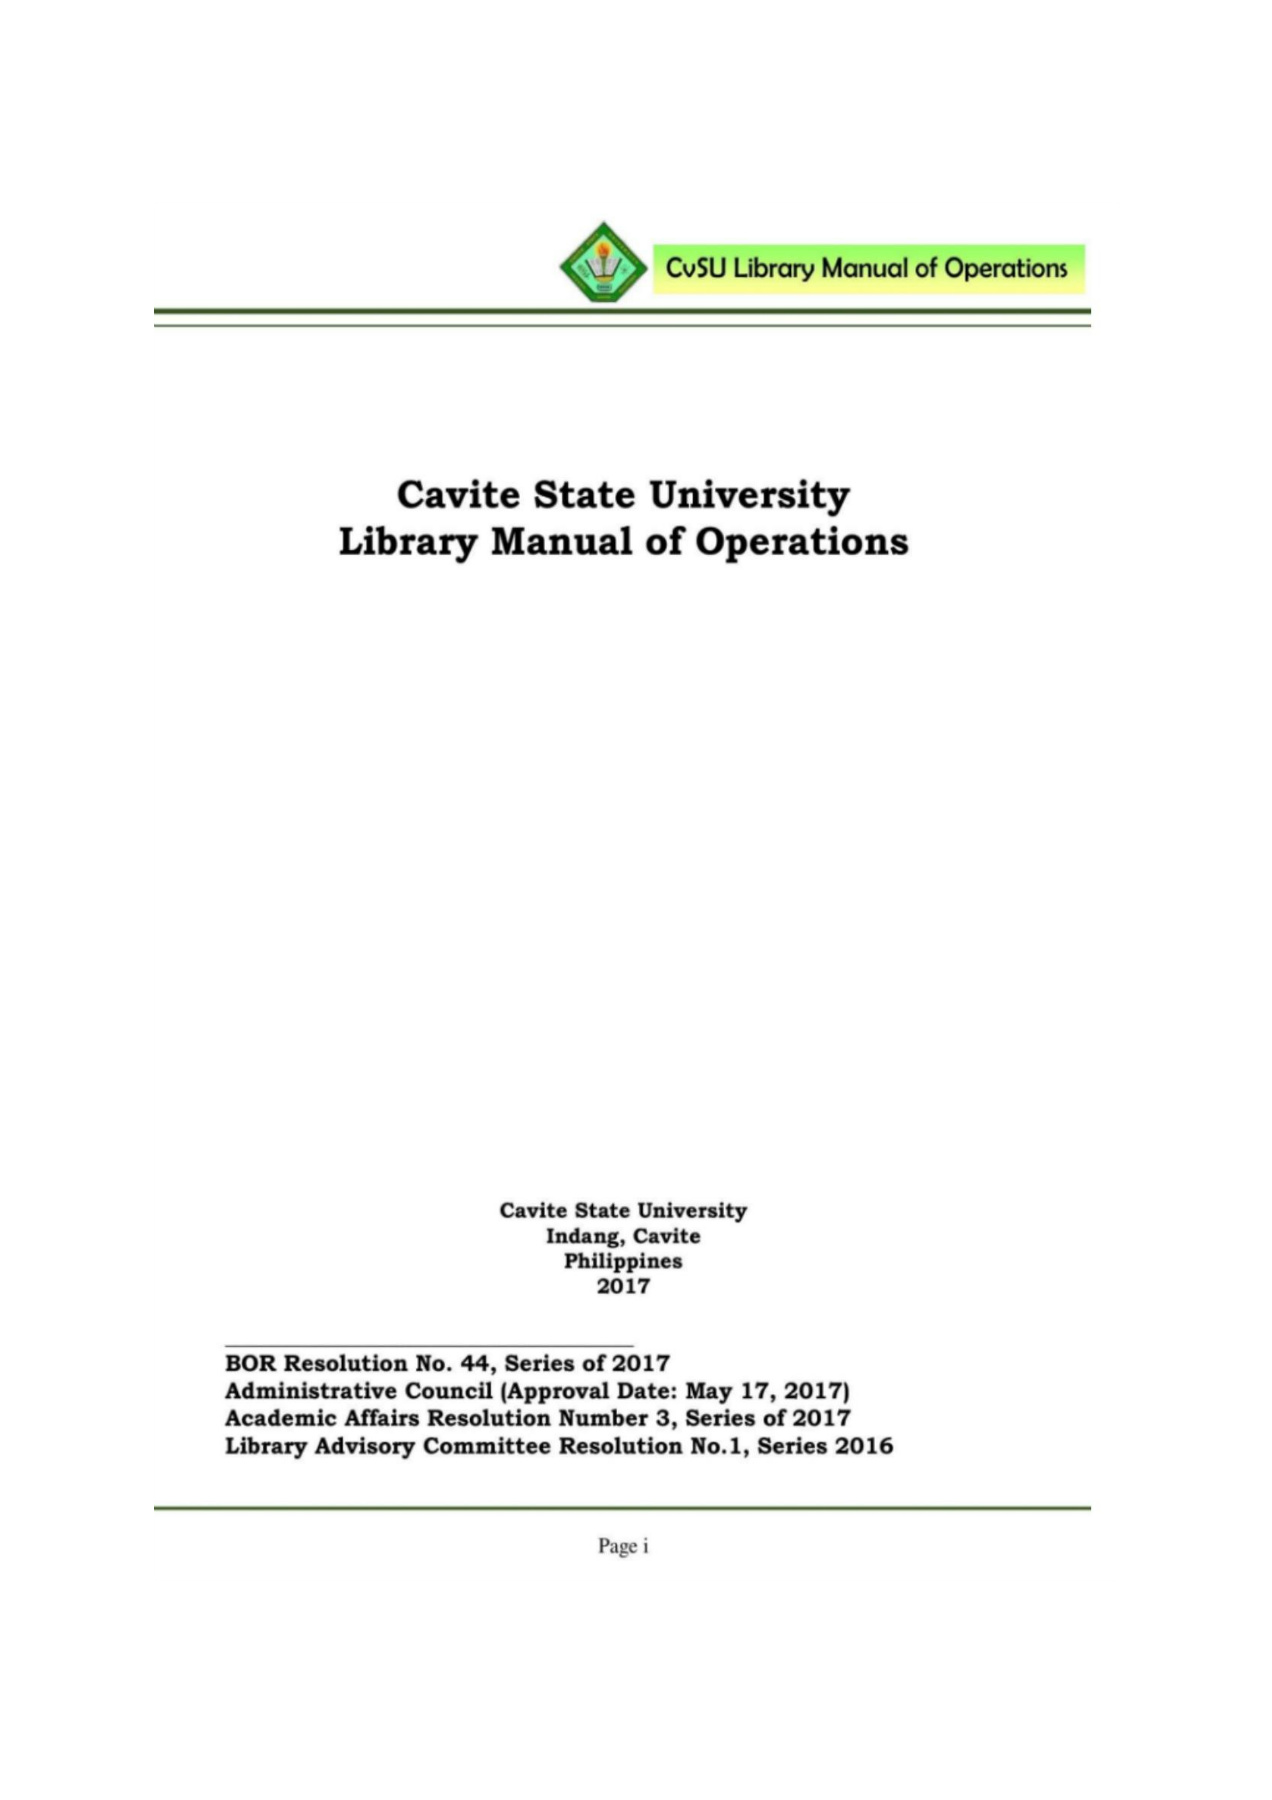 CvSU Library Manual of Operations
Cavite State University
Library Manual of Operations
Cavite State University
Indang, Cavite
Philippines
2017
BOR Resolution No. 44, Series of 2017
Administrative Council (Approval Date: May 17, 2017)
Academic Affairs Resolution Number 3, Series of 2017
Library Advisory Committee Resolution No.1, Series 2016
Page i